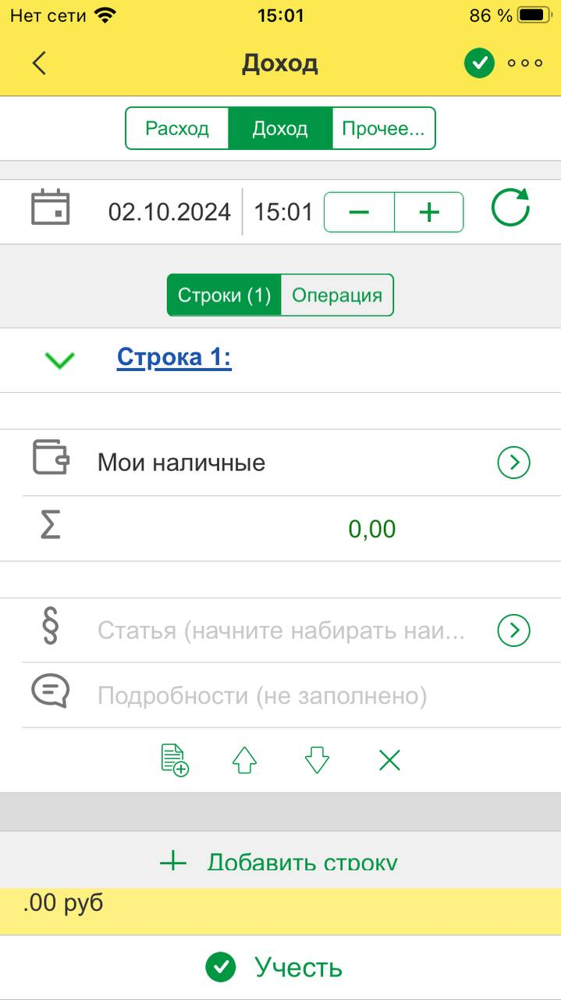 Нет сети 15:01 86 %
Доход
Расход Доход Прочее...
02.10.2024 15:01 − +
Строки (1) Операция
Строка 1:
Мои наличные
Σ 0,00
§ Статья (начните набирать наи...
Подробности (не заполнено)
+ Добавить строку
.00 руб
Учесть